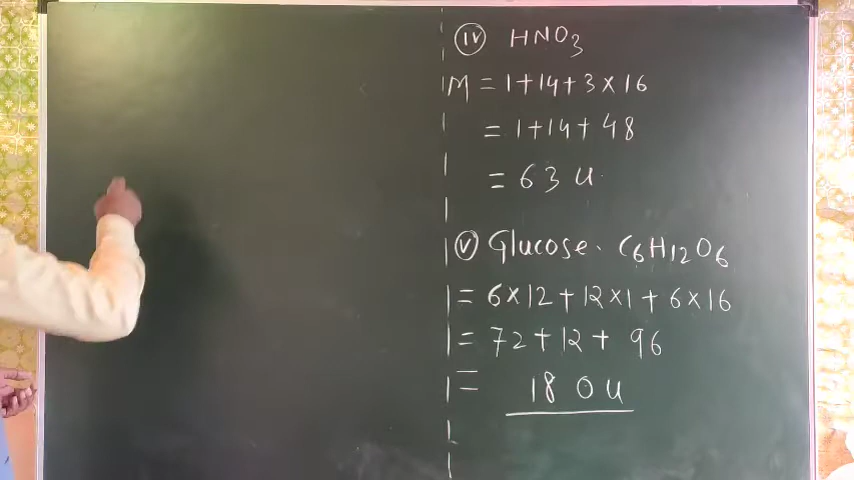 (iv) HNO₃
M = 1+14+3×16
= 1+14+48
= 63 u
(v) Glucose. C₆H₁₂O₆
= 6×12+12×1+6×16
= 72+12+96
= 180 u